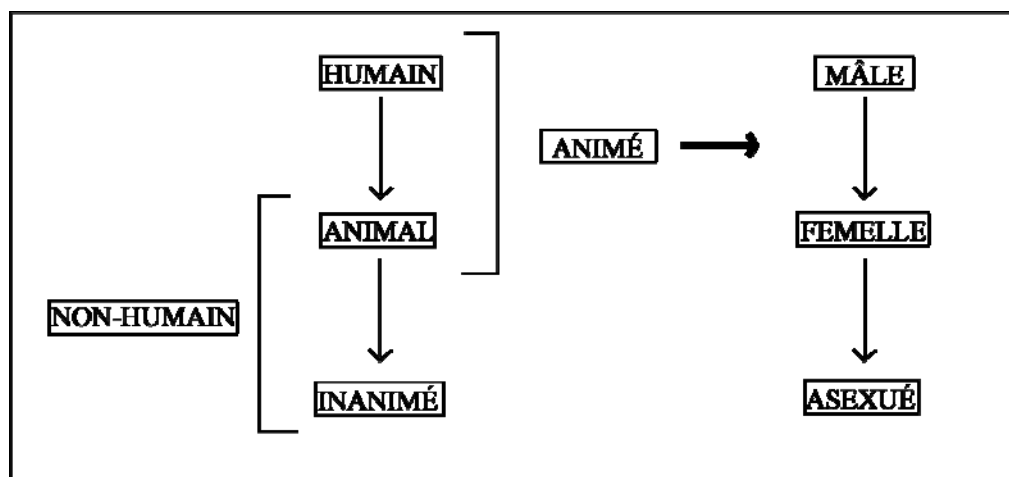 HUMAIN
MÂLE
ANIMÉ
ANIMAL
FEMELLE
NON-HUMAIN
INANIMÉ
ASEXUÉ